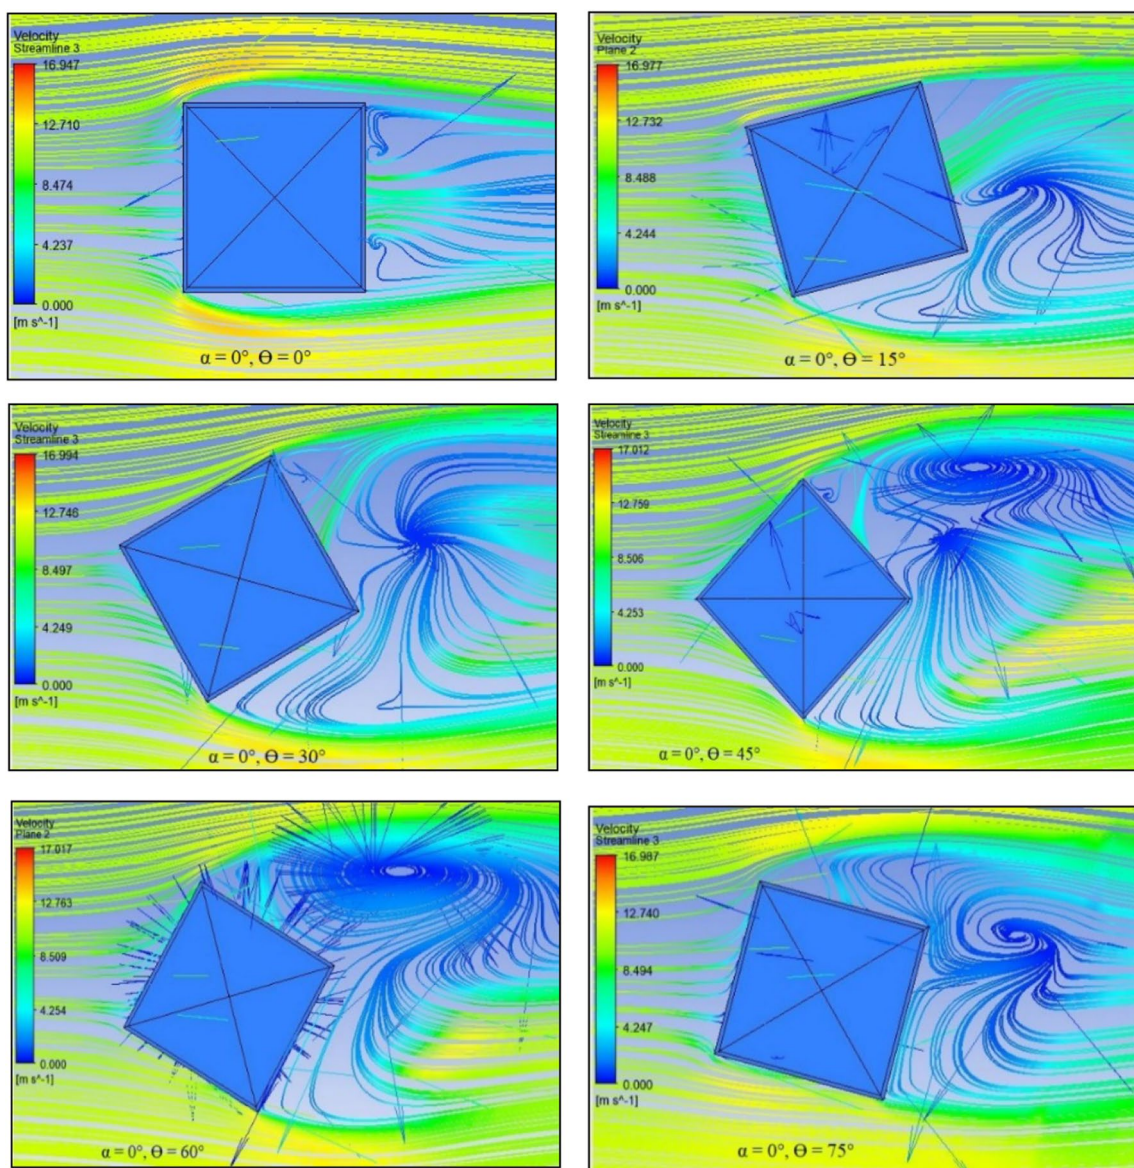 Velocity
Streamline 3
16.947
12.710
8.474
4.237
0.000
[m s^-1]
α = 0°, Ө = 0°
Velocity
Plane 2
16.977
12.732
8.488
4.244
0.000
[m s^-1]
α = 0°, Ө = 15°
Velocity
Streamline 3
16.994
12.746
8.497
4.249
0.000
[m s^-1]
α = 0°, Ө = 30°
Velocity
Streamline 3
17.012
12.759
8.506
4.253
0.000
[m s^-1]
α = 0°, Ө = 45°
Velocity
Plane 2
17.017
12.763
8.509
4.254
0.000
[m s^-1]
α = 0°, Ө = 60°
Velocity
Streamline 3
16.987
12.740
8.494
4.247
0.000
[m s^-1]
α = 0°, Ө = 75°